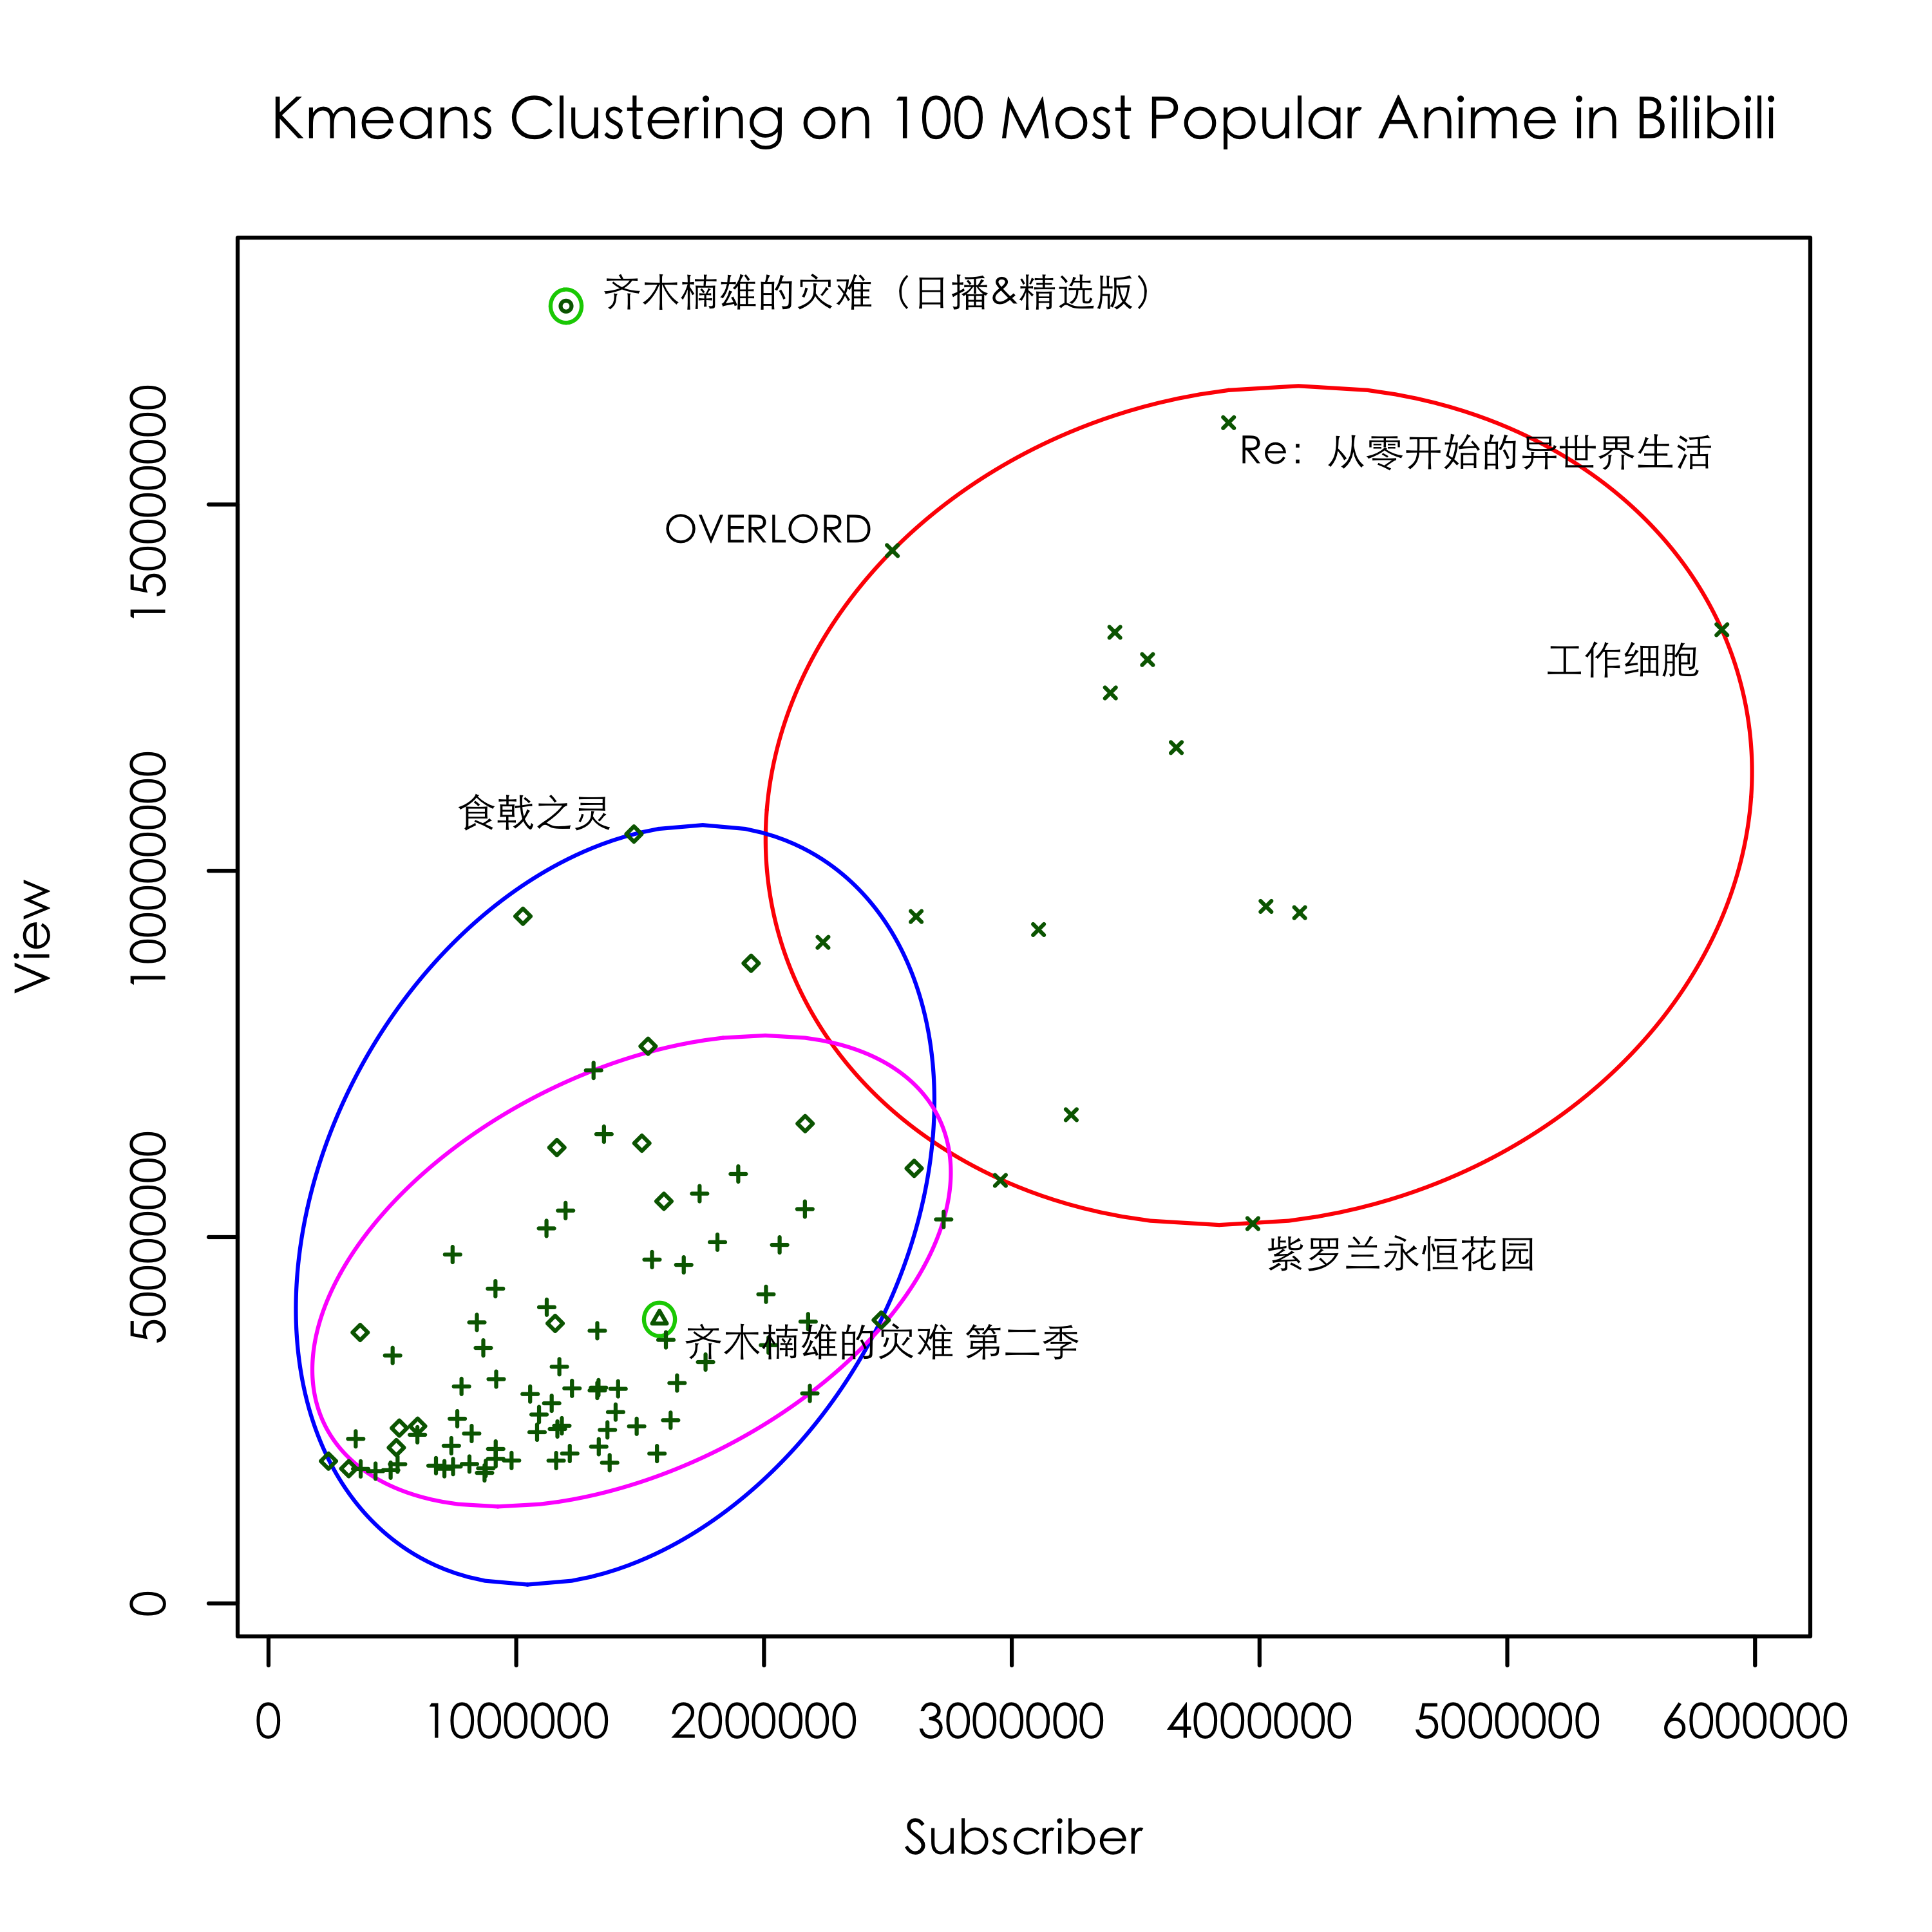 Kmeans Clustering on 100 Most Popular Anime in Bilibili
齐木楠雄的灾难（日播&精选版）
Re：从零开始的异世界生活
OVERLORD
工作细胞
食戟之灵
紫罗兰永恒花园
齐木楠雄的灾难 第二季
View
150000000
100000000
50000000
0
0 1000000 2000000 3000000 4000000 5000000 6000000
Subscriber